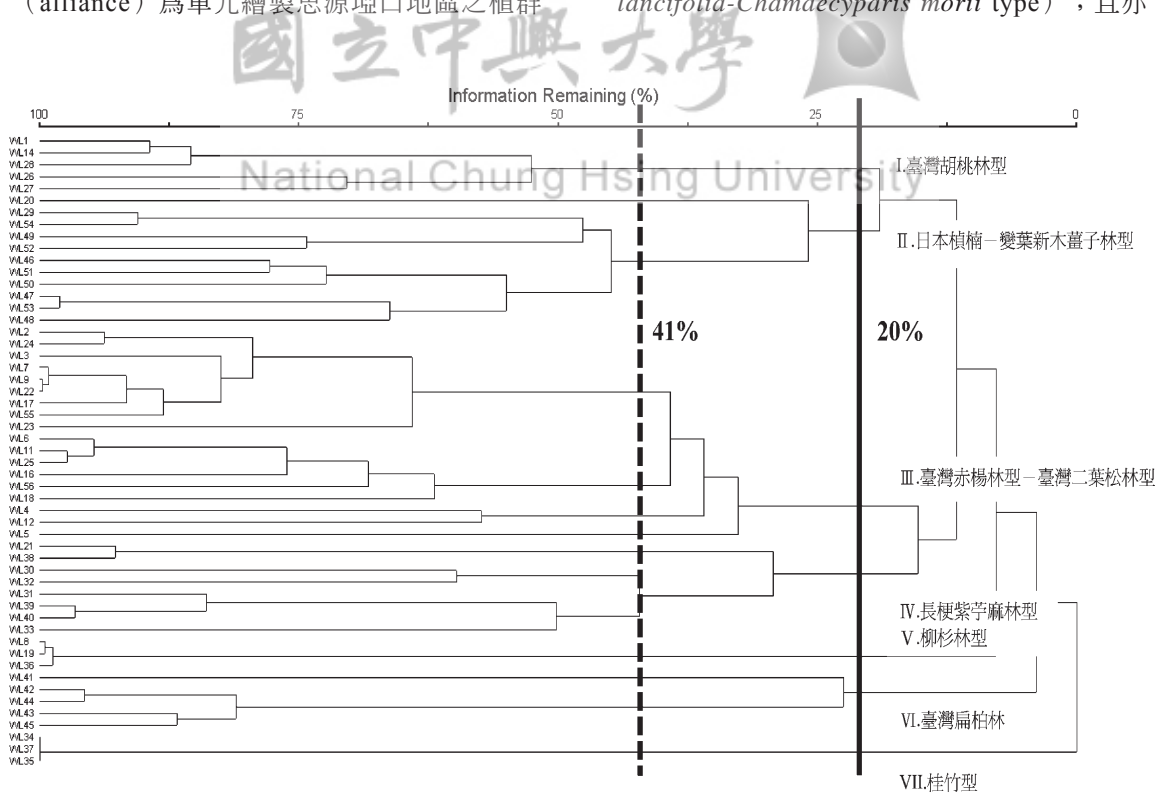 （alliance）為單元繪製思源埡口地區之植群
lancifolia-Chamaecyparis morii type），且亦
國立中興大學
Information Remaining (%)
100 75 50 25 0
National Chung Hsing University
WL1
WL14
WL28
WL26
WL27
WL20
WL29
WL54
WL49
WL52
WL46
WL51
WL50
WL47
WL53
WL48
WL2
WL24
WL3
WL7
WL9
WL22
WL17
WL55
WL23
WL6
WL11
WL25
WL16
WL56
WL18
WL4
WL12
WL5
WL21
WL38
WL30
WL32
WL31
WL39
WL40
WL33
WL8
WL19
WL36
WL41
WL42
WL44
WL43
WL45
WL34
WL37
WL35
41%
20%
I.臺灣胡桃林型
II.日本楨楠－變葉新木薑子林型
III.臺灣赤楊林型－臺灣二葉松林型
IV.長梗紫苧麻林型
V.柳杉林型
VI.臺灣扁柏林
VII.桂竹型